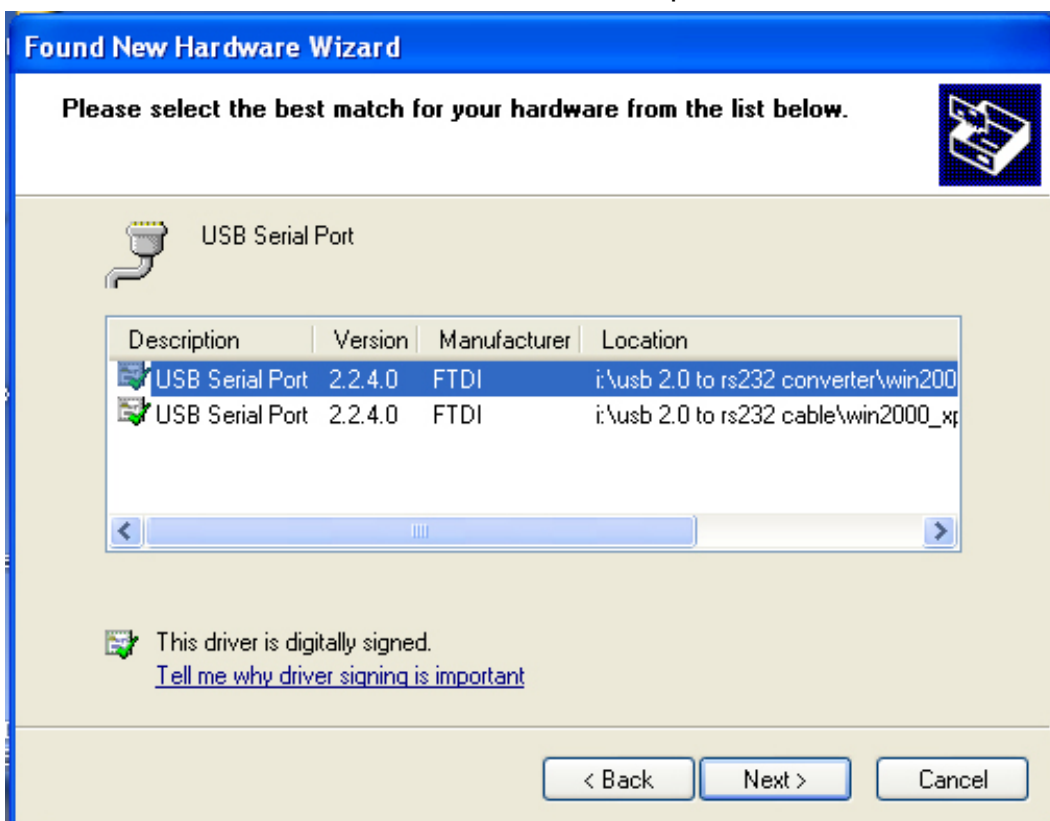 Found New Hardware Wizard
Please select the best match for your hardware from the list below.
USB Serial Port
Description Version Manufacturer Location
USB Serial Port 2.2.4.0 FTDI i:\usb 2.0 to rs232 converter\win200
USB Serial Port 2.2.4.0 FTDI i:\usb 2.0 to rs232 cable\win2000_xp
This driver is digitally signed.
Tell me why driver signing is important
< Back Next > Cancel